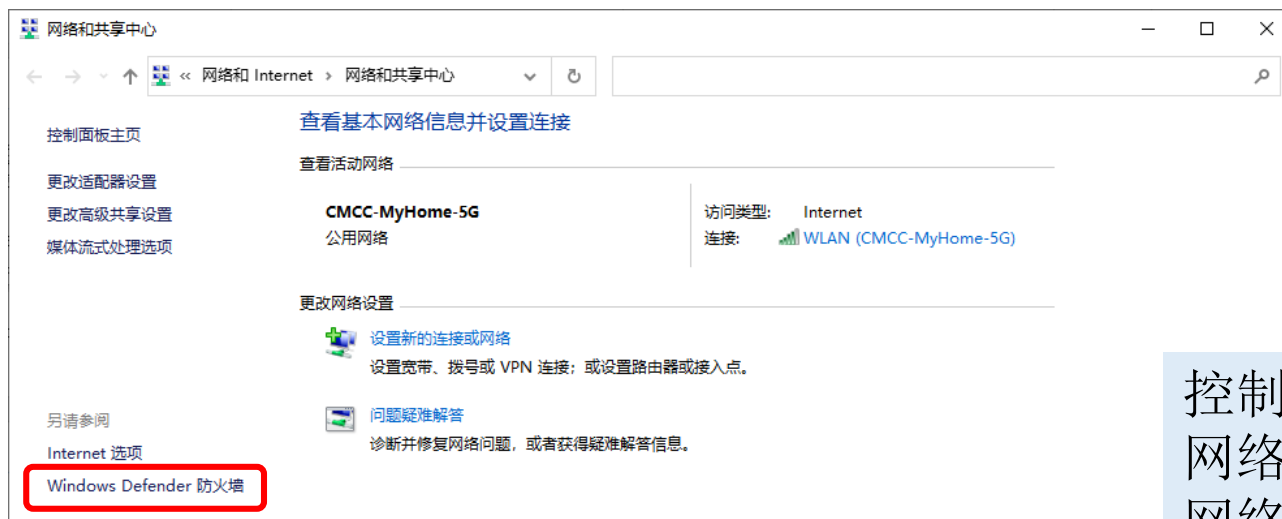 网络和共享中心
« 网络和 Internet › 网络和共享中心
控制面板主页
更改适配器设置
更改高级共享设置
媒体流式处理选项
查看基本网络信息并设置连接
查看活动网络
CMCC-MyHome-5G
公用网络
访问类型: Internet
连接: WLAN (CMCC-MyHome-5G)
更改网络设置
设置新的连接或网络
设置宽带、拨号或 VPN 连接；或设置路由器或接入点。
问题疑难解答
诊断并修复网络问题，或者获得疑难解答信息。
另请参阅
Internet 选项
Windows Defender 防火墙
控制
网络
网络